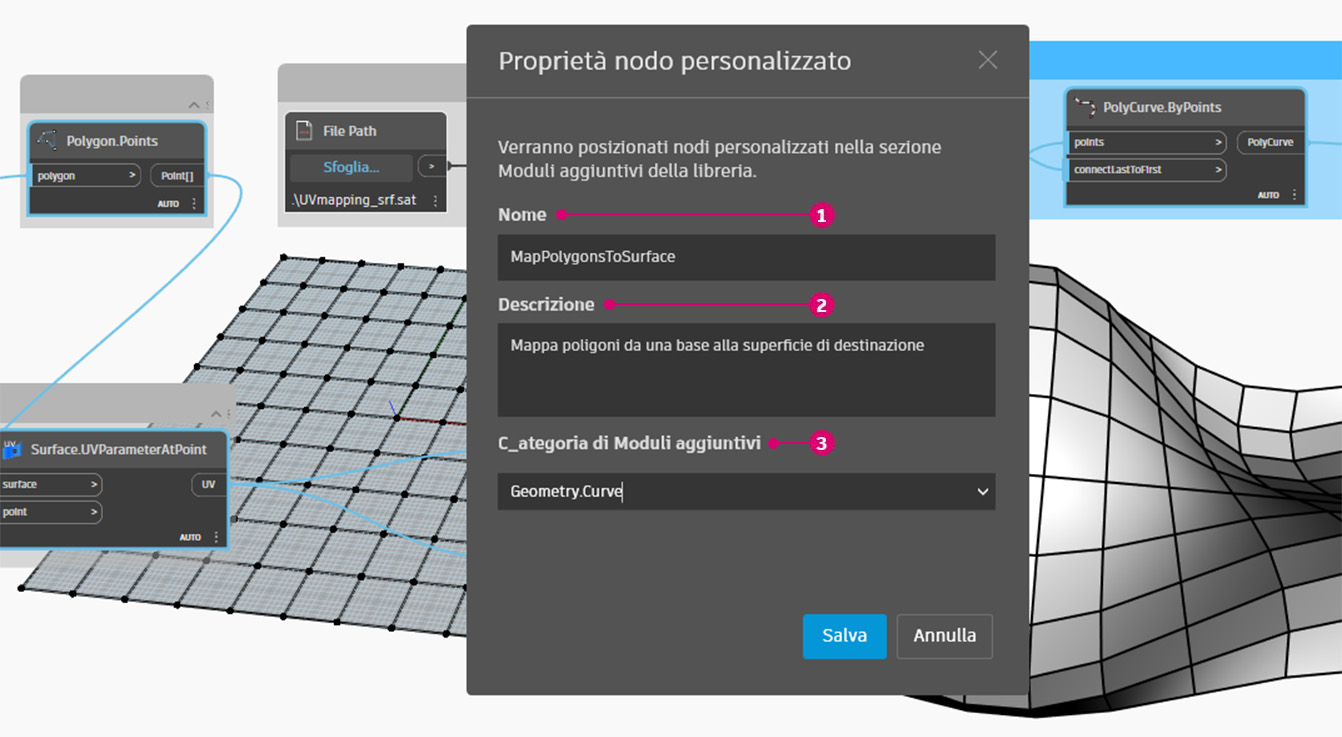 Proprietà nodo personalizzato
Verranno posizionati nodi personalizzati nella sezione
Moduli aggiuntivi della libreria.
Nome
1
MapPolygonsToSurface
Descrizione
2
Mappa poligoni da una base alla superficie di destinazione
C_ategoria di Moduli aggiuntivi
3
Geometry.Curve
Salva
Annulla
Polygon.Points
polygon >
Point[]
AUTO
File Path
Sfoglia...
>
.\UVmapping_srf.sat
UV
Surface.UVParameterAtPoint
surface >
UV
point >
AUTO
PolyCurve.ByPoints
points >
PolyCurve
connectLastToFirst >
AUTO